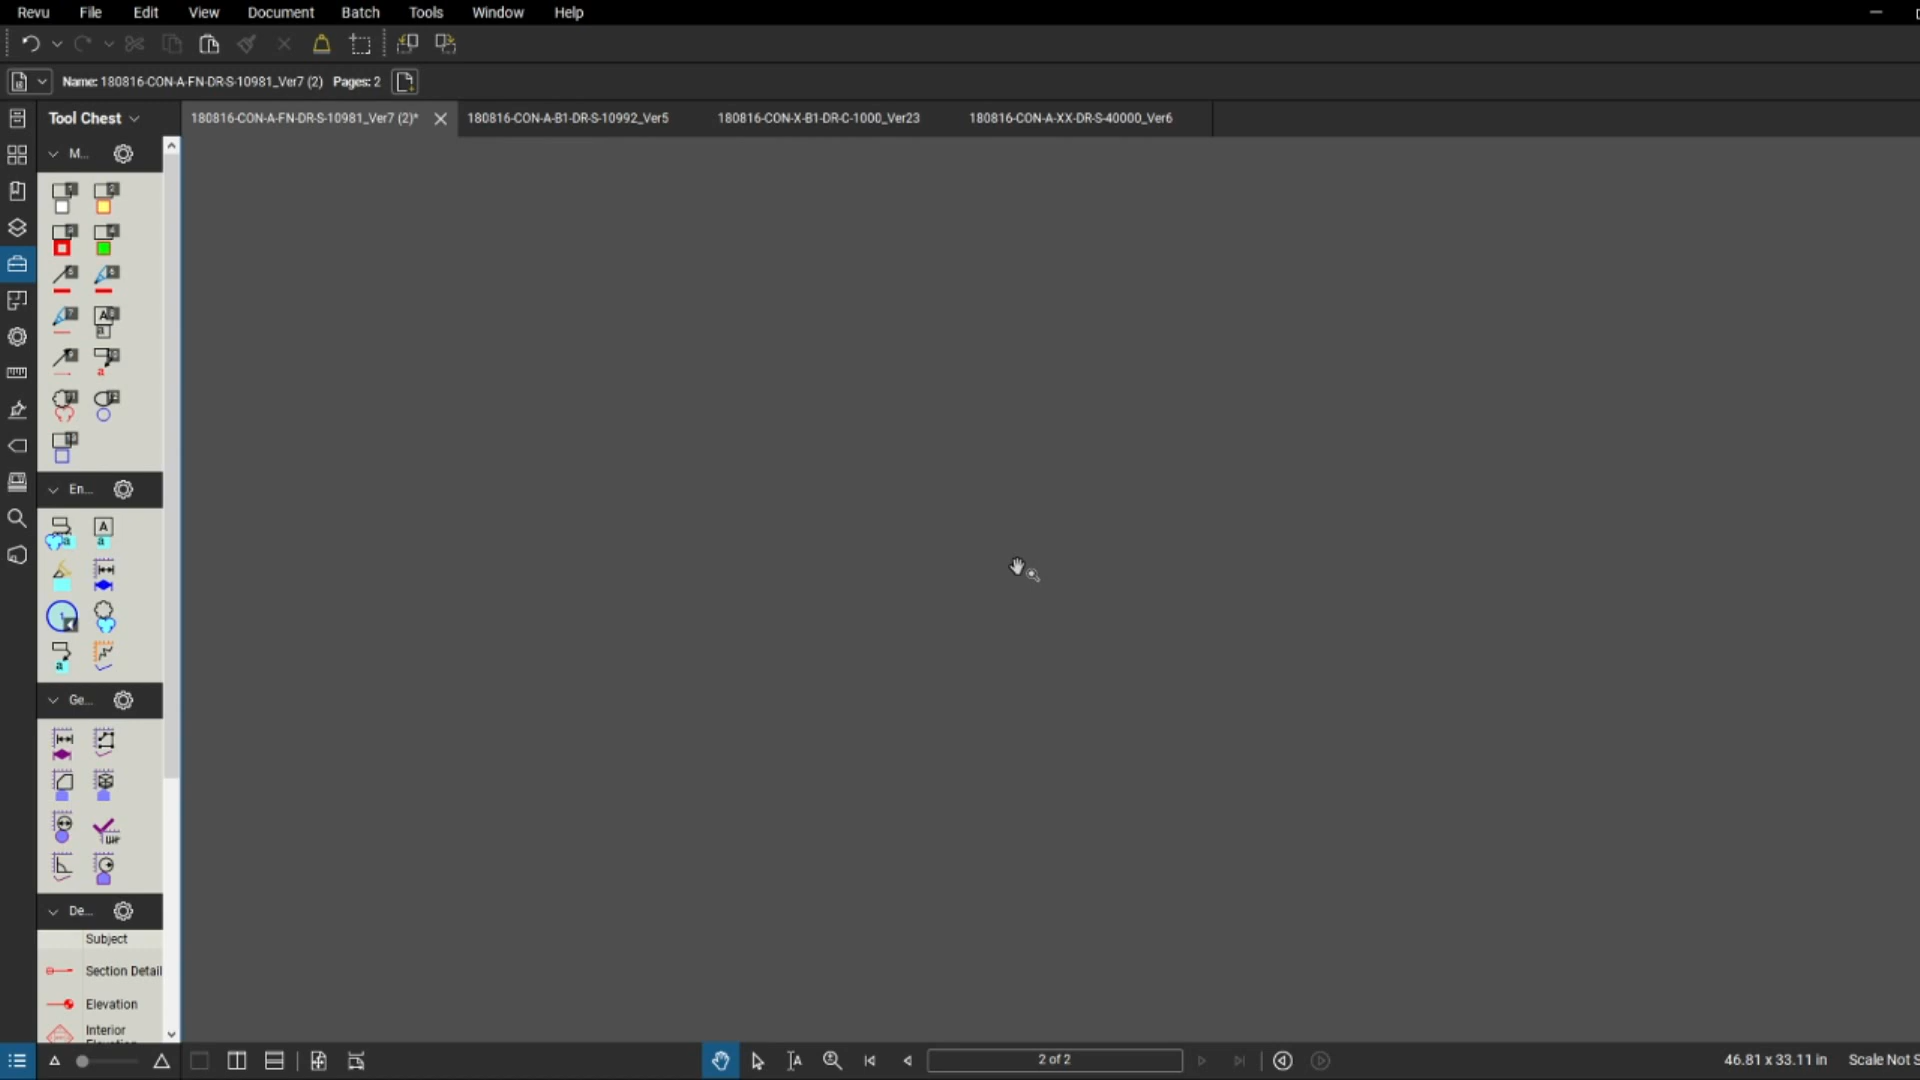 Revu File Edit View Document Batch Tools Window Help
Name: 180816-CON-A-FN-DR-S-10981_Ver7 (2) Pages: 2
Tool Chest 180816-CON-A-FN-DR-S-10981_Ver7 (2)* 180816-CON-A-B1-DR-S-10992_Ver5 180816-CON-X-B1-DR-C-1000_Ver23 180816-CON-A-XX-DR-S-40000_Ver6
M...
En...
Ge...
De...
Subject
Section Detail
Elevation
Interior
2 of 2 46.81 x 33.11 in Scale Not S